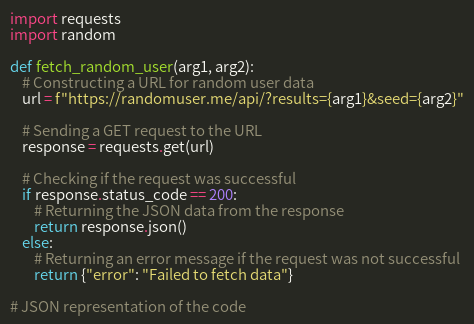 import requests
import random

def fetch_random_user(arg1, arg2):
    # Constructing a URL for random user data
    url = f"https://randomuser.me/api/?results={arg1}&seed={arg2}"

    # Sending a GET request to the URL
    response = requests.get(url)

    # Checking if the request was successful
    if response.status_code == 200:
        # Returning the JSON data from the response
        return response.json()
    else:
        # Returning an error message if the request was not successful
        return {"error": "Failed to fetch data"}

# JSON representation of the code